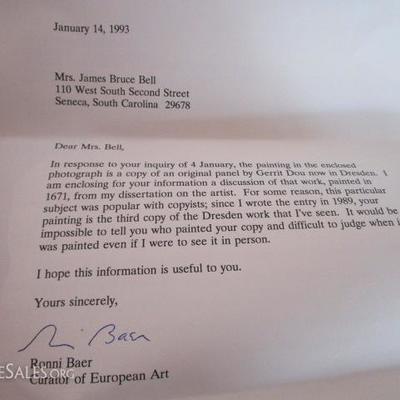 January 14, 1993
Mrs. James Bruce Bell
110 West South Second Street
Seneca, South Carolina 29678
Dear Mrs. Bell,
In response to your inquiry of 4 January, the painting in the enclosed
photograph is a copy of an original panel by Gerrit Dou now in Dresden. I
am enclosing for your information a discussion of that work, painted in
1671, from my dissertation on the artist. For some reason, this particular
subject was popular with copyists; since I wrote the entry in 1989, your
painting is the third copy of the Dresden work that I've seen. It would be
impossible to tell you who painted your copy and difficult to judge when i
was painted even if I were to see it in person.
I hope this information is useful to you.
Yours sincerely,
Ronni Baer
Ronni Baer
Curator of European Art
ESALES.ORG